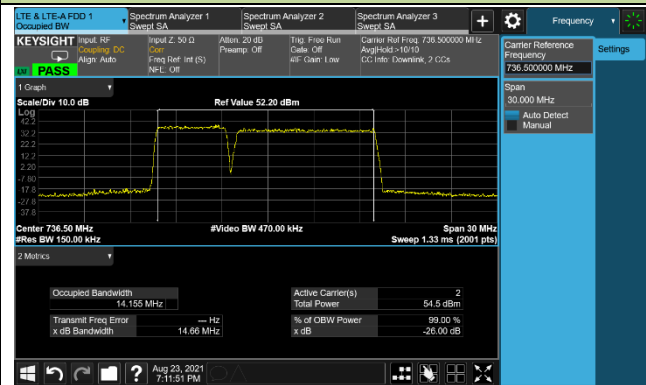 LTE & LTE-A FDD 1
Occupied BW
Spectrum Analyzer 1
Swept SA
Spectrum Analyzer 2
Swept SA
Spectrum Analyzer 3
Swept SA
+
Frequency
KEYSIGHT
Input: RF
Coupling: DC
Align: Auto
Input Z: 50 Ω
Corr
Freq Ref: Int (S)
NFE: Off
Atten: 20 dB
Preamp: Off
Trig: Free Run
Gate: Off
#IF Gain: Low
Carrier Ref Freq: 736.500000 MHz
Avg|Hold:>10/10
CC Info: Downlink, 2 CCs
LM PASS
Carrier Reference
Frequency
736.500000 MHz
Settings
Span
30.000 MHz
Auto Detect
Manual
1 Graph
Scale/Div 10.0 dB
Ref Value 52.20 dBm
Log
42.2
32.2
22.2
12.2
2.20
-7.80
-17.8
-27.8
-37.8
Center 736.50 MHz
#Video BW 470.00 kHz
Span 30 MHz
#Res BW 150.00 kHz
Sweep 1.33 ms (2001 pts)
2 Metrics
Occupied Bandwidth
14.155 MHz
Transmit Freq Error
--- Hz
x dB Bandwidth
14.66 MHz
Active Carrier(s)
2
Total Power
54.5 dBm
% of OBW Power
99.00 %
x dB
-26.00 dB
?
Aug 23, 2021
7:11:51 PM